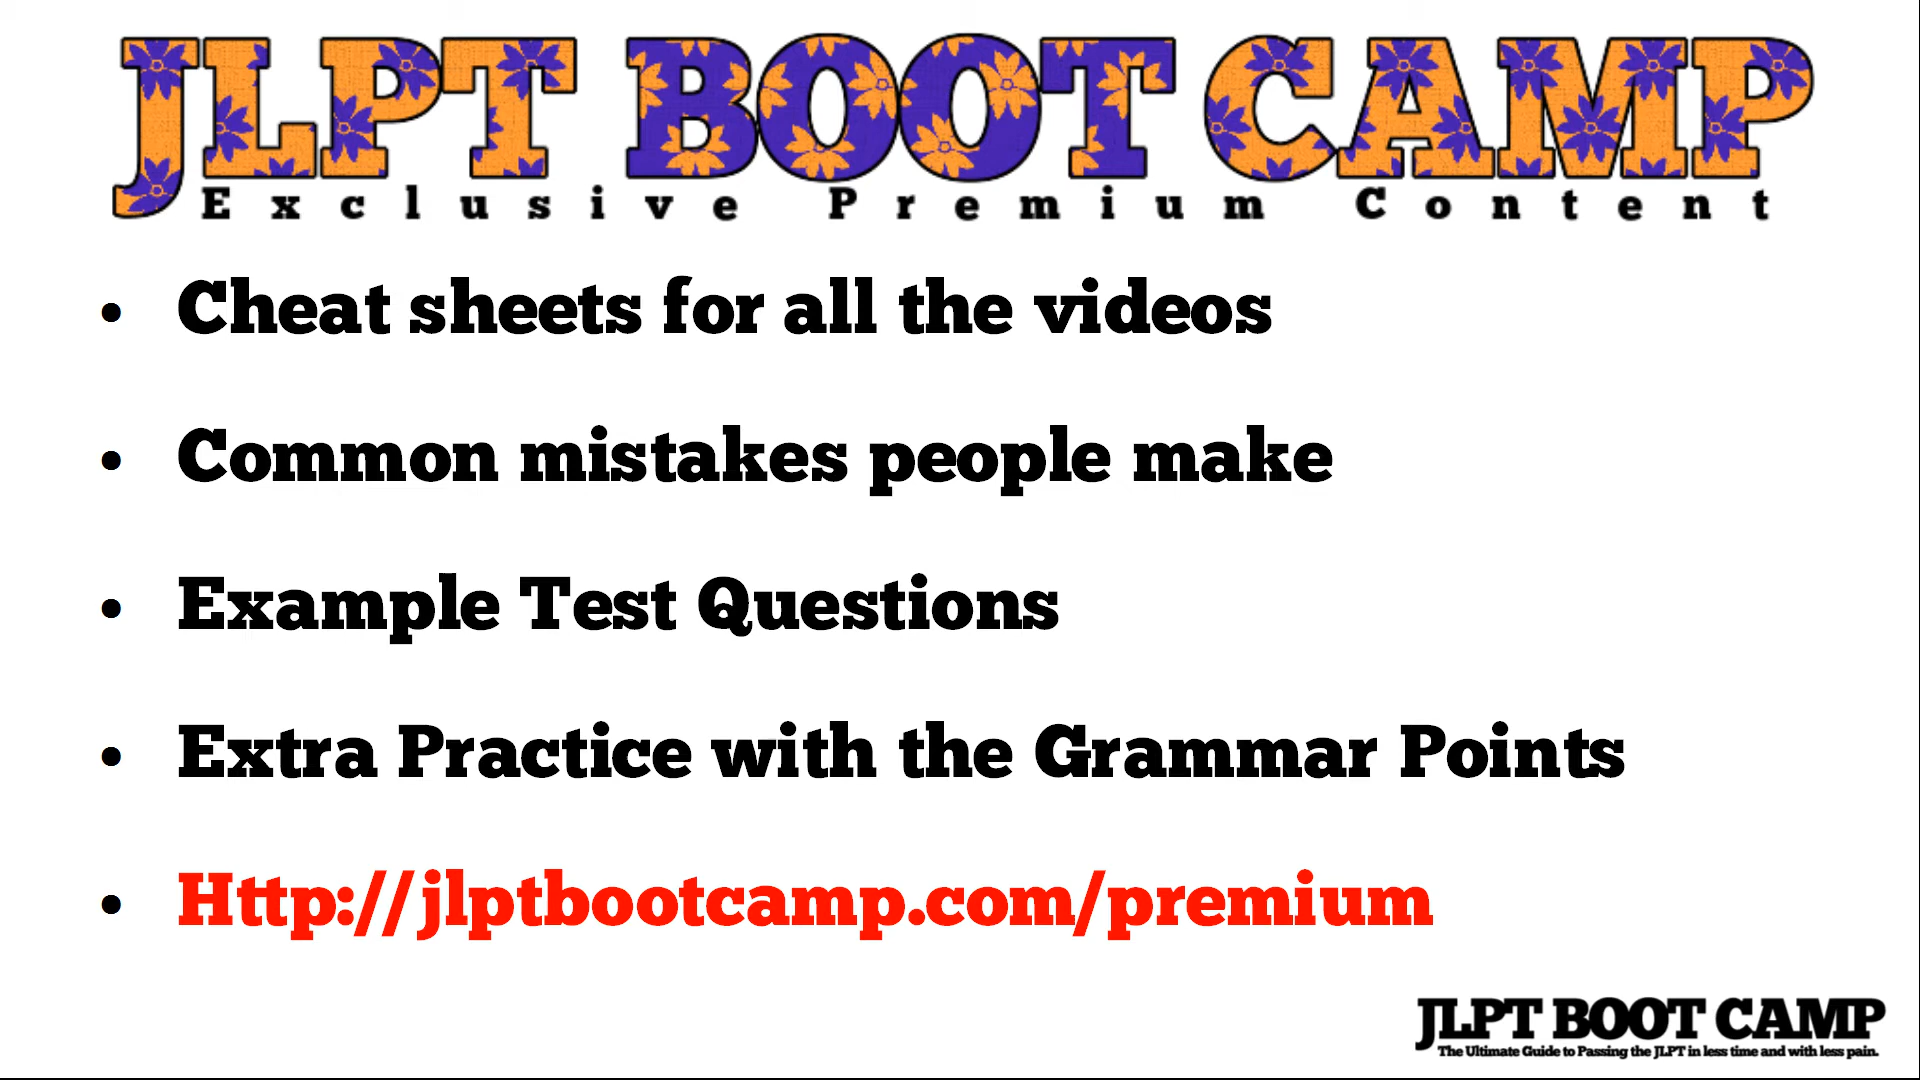 JLPT BOOT CAMP
Exclusive Premium Content
• Cheat sheets for all the videos
• Common mistakes people make
• Example Test Questions
• Extra Practice with the Grammar Points
• Http://jlptbootcamp.com/premium
JLPT BOOT CAMP
The Ultimate Guide to Passing the JLPT in less time and with less pain.